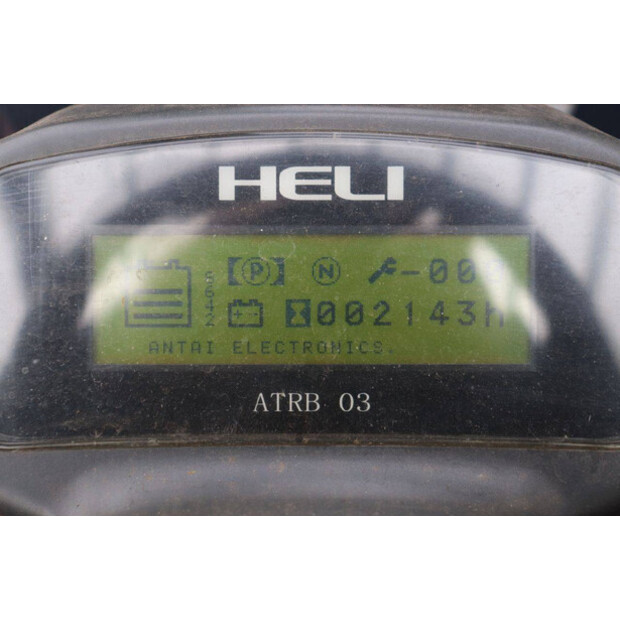 HELI
P N -00
002143h
ANTAI ELECTRONICS.
ATRB 03